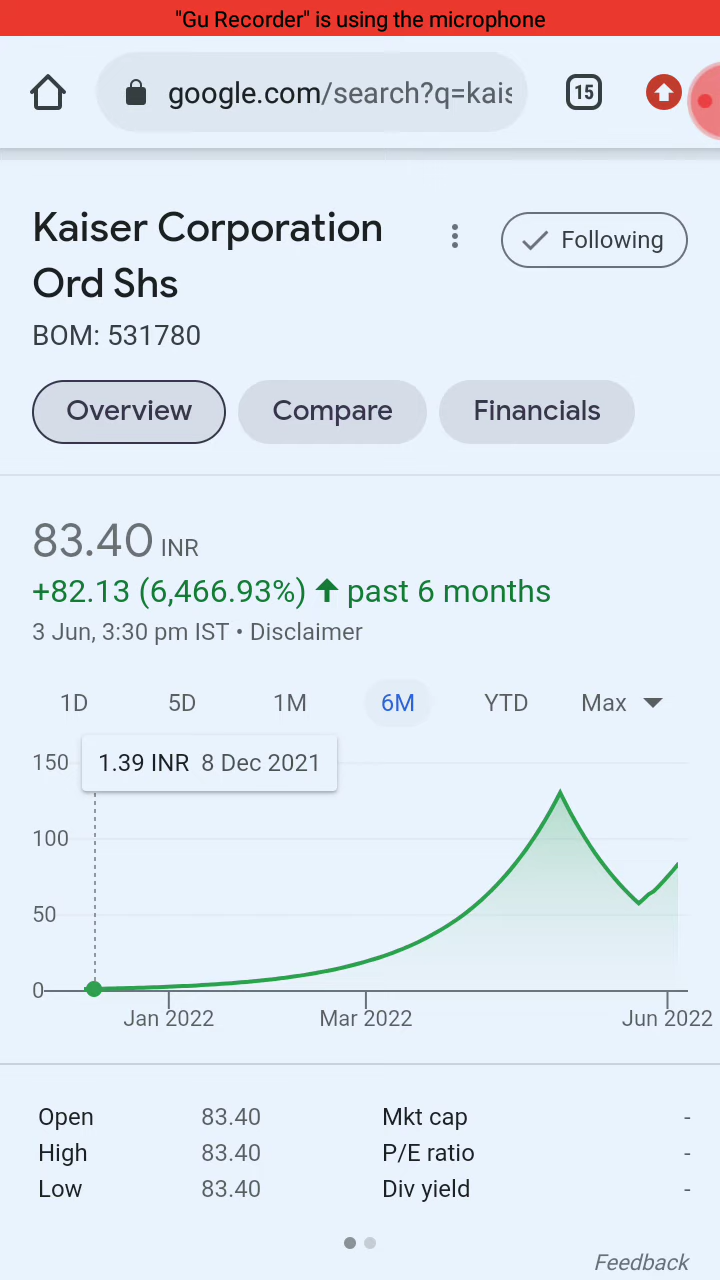 "Gu Recorder" is using the microphone
google.com/search?q=kais
15
Kaiser Corporation
Ord Shs
Following
BOM: 531780
Overview
Compare
Financials
83.40 INR
+82.13 (6,466.93%) ↑ past 6 months
3 Jun, 3:30 pm IST • Disclaimer
1D 5D 1M 6M YTD Max
150
1.39 INR 8 Dec 2021
100
50
0
Jan 2022 Mar 2022 Jun 2022
Open 83.40 Mkt cap -
High 83.40 P/E ratio -
Low 83.40 Div yield -
Feedback